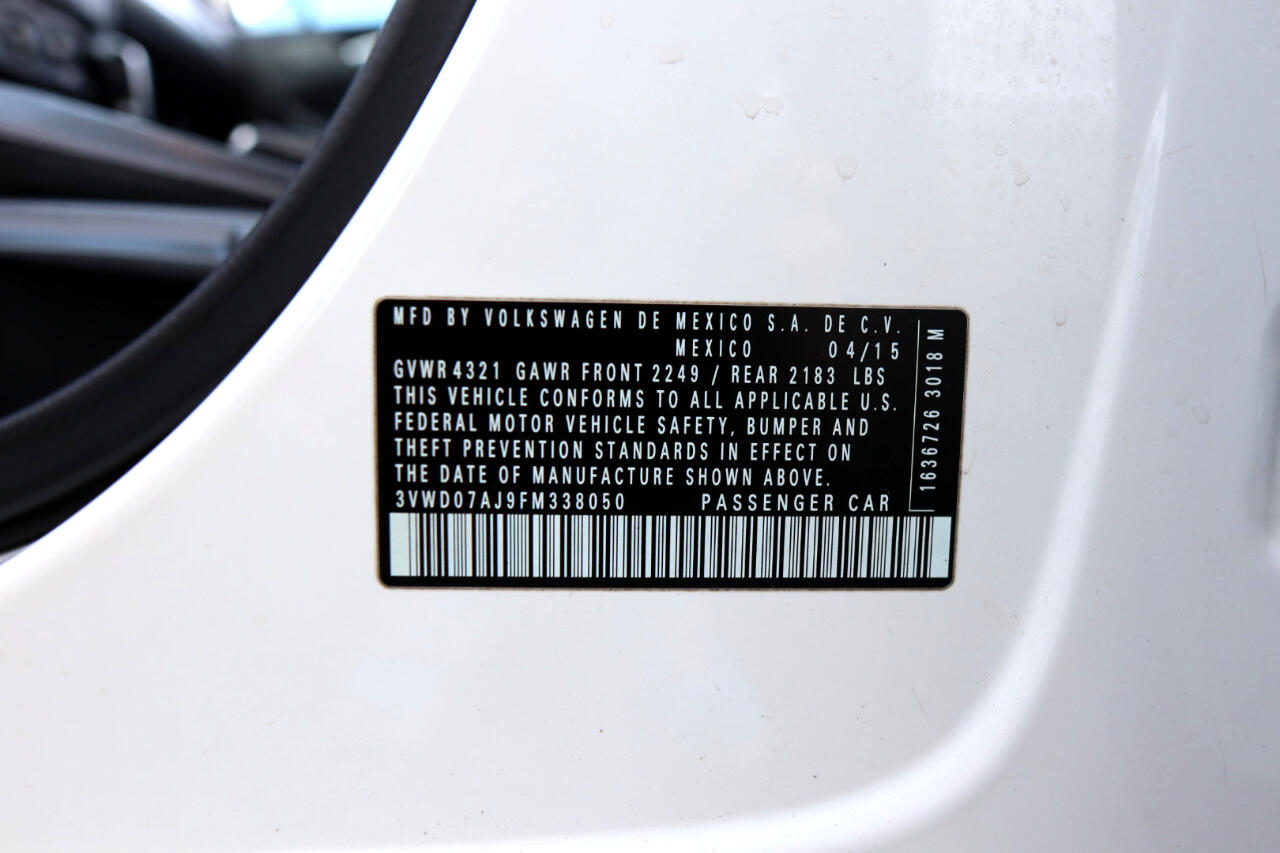 MFD BY VOLKSWAGEN DE MEXICO S.A. DE C.V.
MEXICO 04/15
GVWR 4321 GAWR FRONT 2249 / REAR 2183 LBS
THIS VEHICLE CONFORMS TO ALL APPLICABLE U.S.
FEDERAL MOTOR VEHICLE SAFETY, BUMPER AND
THEFT PREVENTION STANDARDS IN EFFECT ON
THE DATE OF MANUFACTURE SHOWN ABOVE.
3VWD07AJ9FM338050 PASSENGER CAR
1636726 3018 M